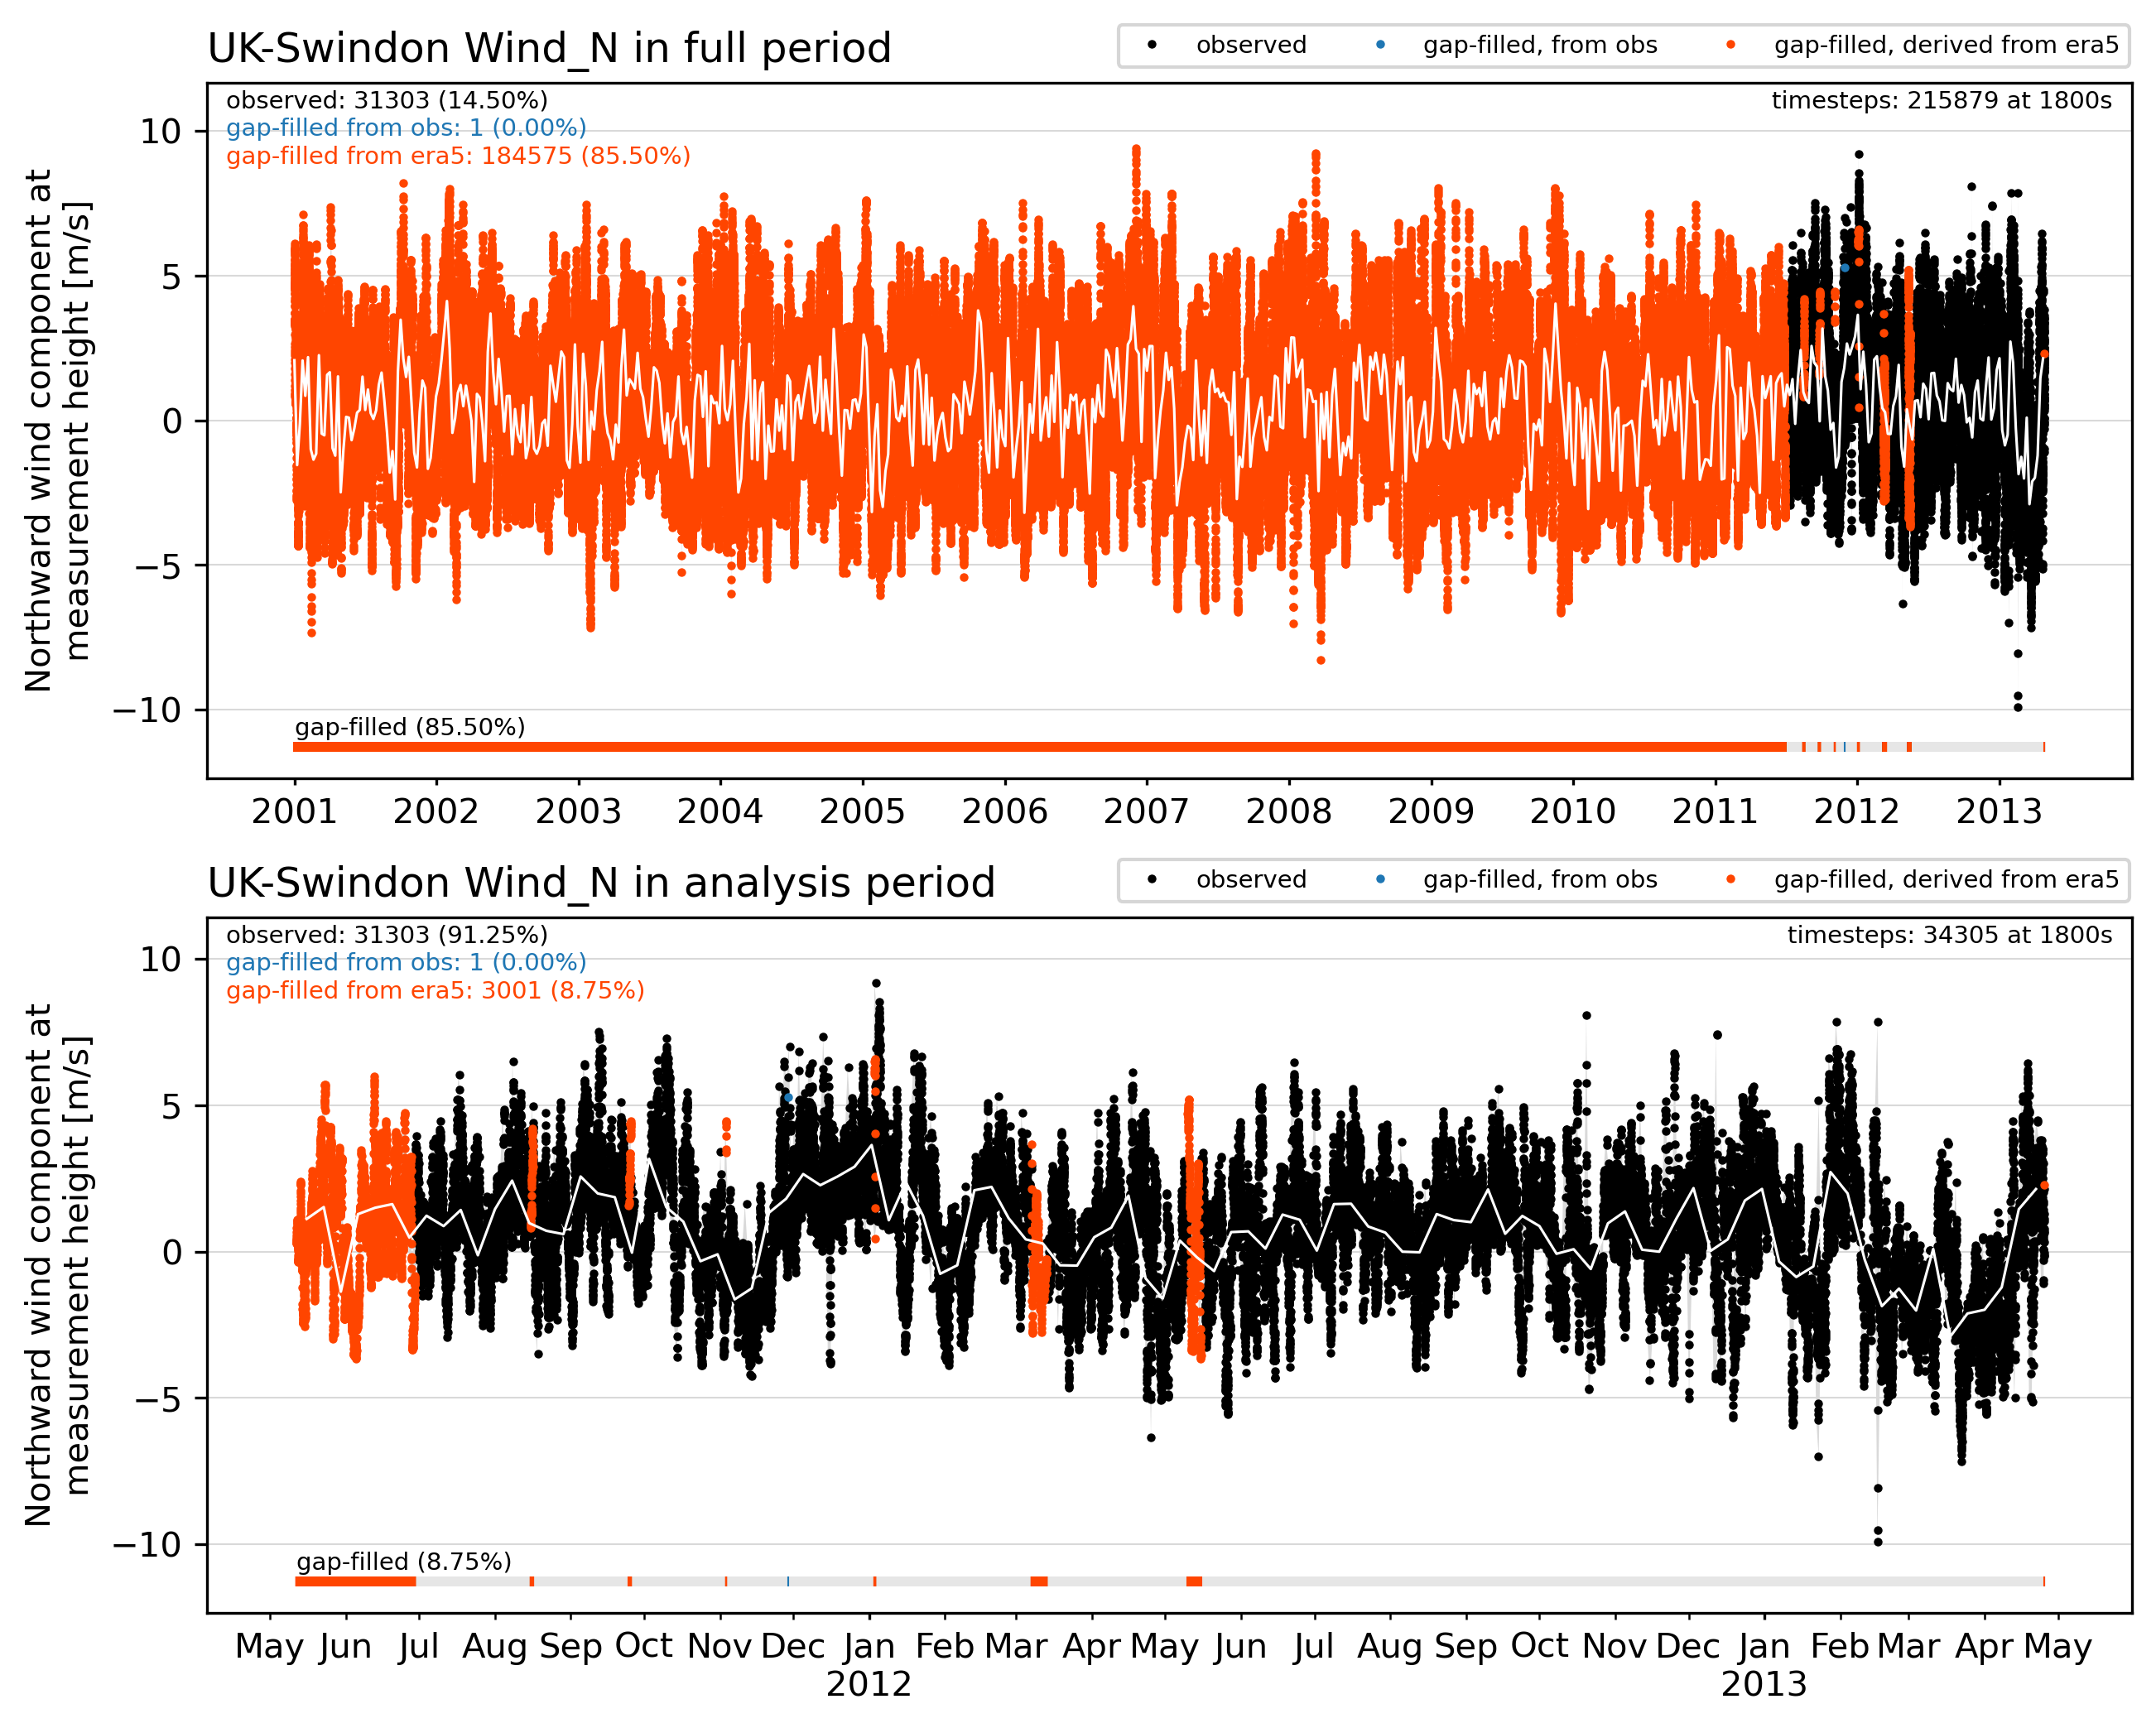 UK-Swindon Wind_N in full period
observed
gap-filled, from obs
gap-filled, derived from era5
observed: 31303 (14.50%)
timesteps: 215879 at 1800s
gap-filled from obs: 1 (0.00%)
gap-filled from era5: 184575 (85.50%)
Northward wind component at
measurement height [m/s]
10
5
0
−5
−10
gap-filled (85.50%)
2001 2002 2003 2004 2005 2006 2007 2008 2009 2010 2011 2012 2013
UK-Swindon Wind_N in analysis period
observed
gap-filled, from obs
gap-filled, derived from era5
observed: 31303 (91.25%)
timesteps: 34305 at 1800s
gap-filled from obs: 1 (0.00%)
gap-filled from era5: 3001 (8.75%)
Northward wind component at
measurement height [m/s]
10
5
0
−5
−10
gap-filled (8.75%)
May Jun Jul Aug Sep Oct Nov Dec Jan Feb Mar Apr May Jun Jul Aug Sep Oct Nov Dec Jan Feb Mar Apr May
2012 2013